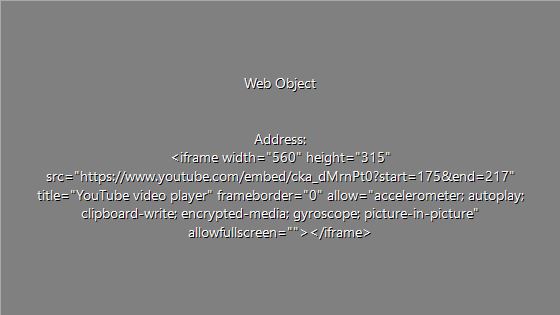 Web Object
Address:
<iframe width="560" height="315"
src="https://www.youtube.com/embed/cka_dMrnPt0?start=175&end=217"
title="YouTube video player" frameborder="0" allow="accelerometer; autoplay;
clipboard-write; encrypted-media; gyroscope; picture-in-picture"
allowfullscreen=""></iframe>